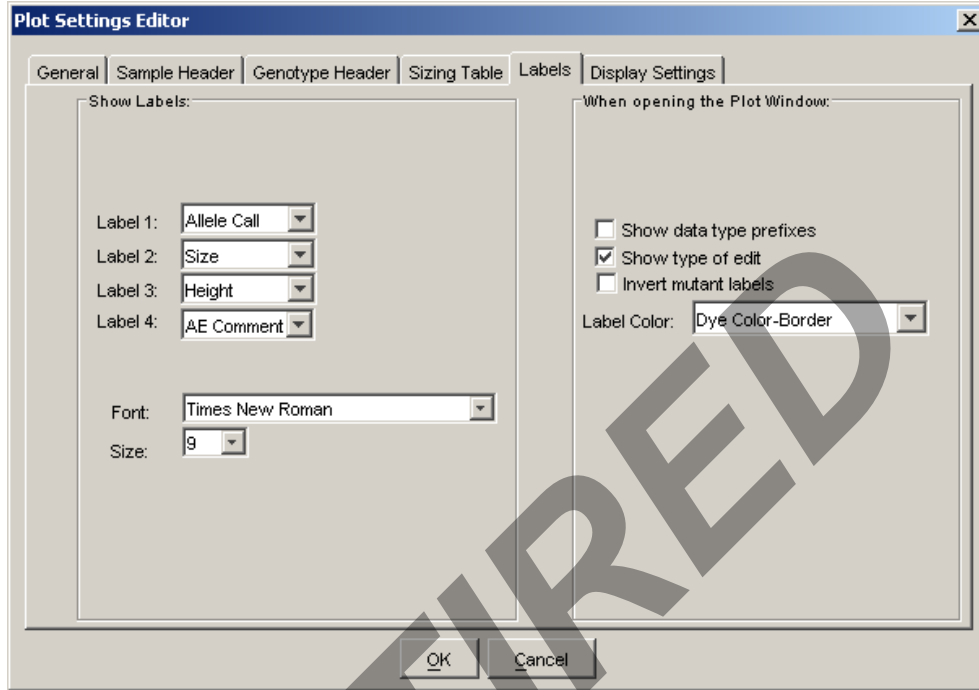 Plot Settings Editor
General Sample Header Genotype Header Sizing Table Labels Display Settings
Show Labels:
Label 1: Allele Call
Label 2: Size
Label 3: Height
Label 4: AE Comment
Font: Times New Roman
Size: 9
When opening the Plot Window:
Show data type prefixes
Show type of edit
Invert mutant labels
Label Color: Dye Color-Border
OK Cancel
TIRED